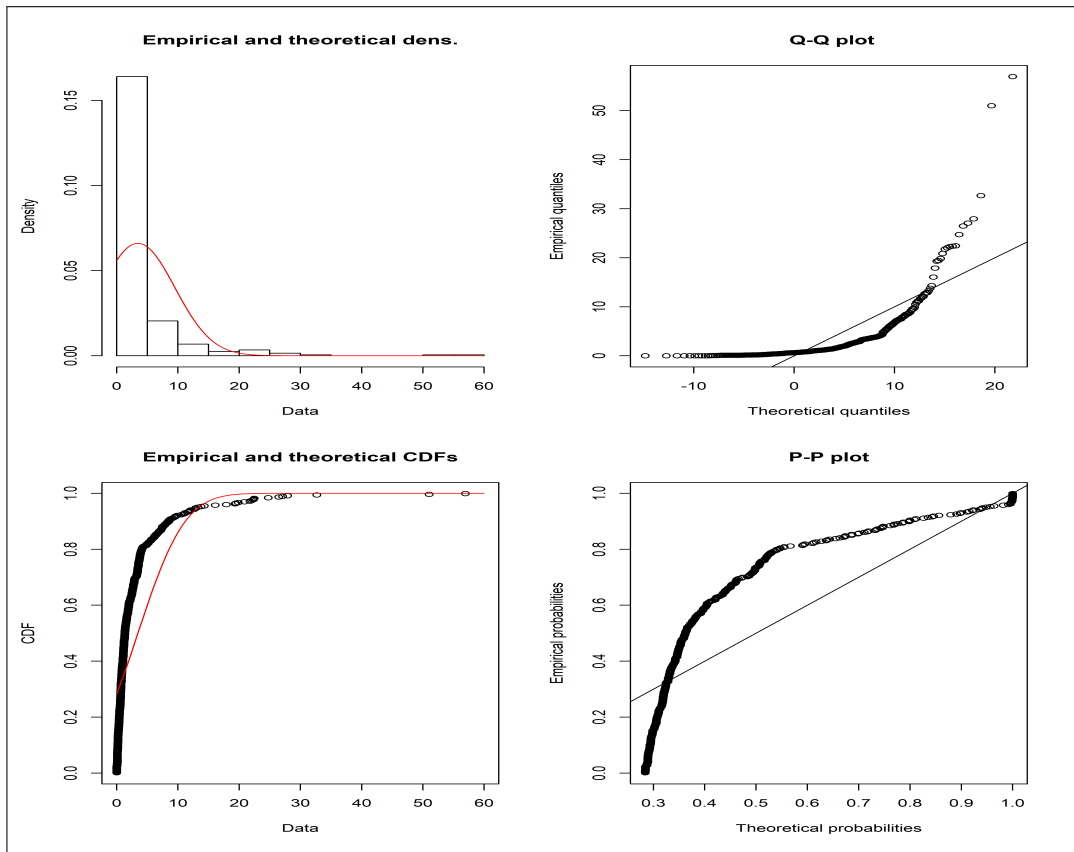 Empirical and theoretical dens.
Density
0.00 0.05 0.10 0.15
0 10 20 30 40 50 60
Data
Q-Q plot
Empirical quantiles
0 10 20 30 40 50
-10 0 10 20
Theoretical quantiles
Empirical and theoretical CDFs
CDF
0.0 0.2 0.4 0.6 0.8 1.0
0 10 20 30 40 50 60
Data
P-P plot
Empirical probabilities
0.0 0.2 0.4 0.6 0.8 1.0
0.3 0.4 0.5 0.6 0.7 0.8 0.9 1.0
Theoretical probabilities